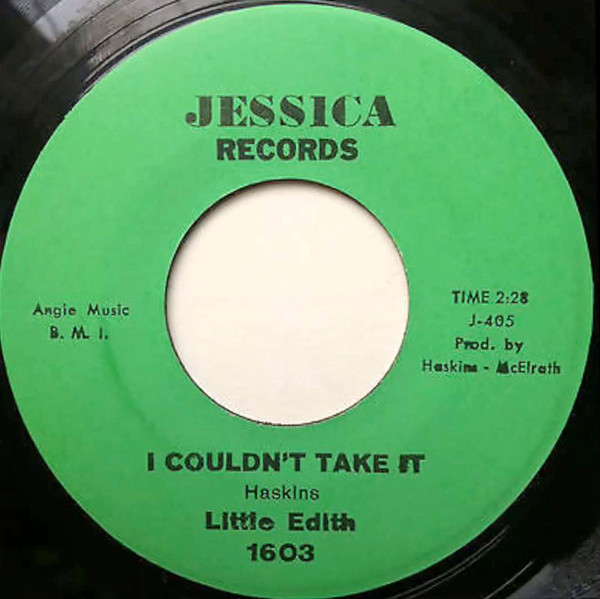 JESSICA
RECORDS
Angie Music
B. M. I.
TIME 2:28
J-405
Prod. by
Haskins - McElrath
I COULDN'T TAKE IT
Haskins
Little Edith
1603